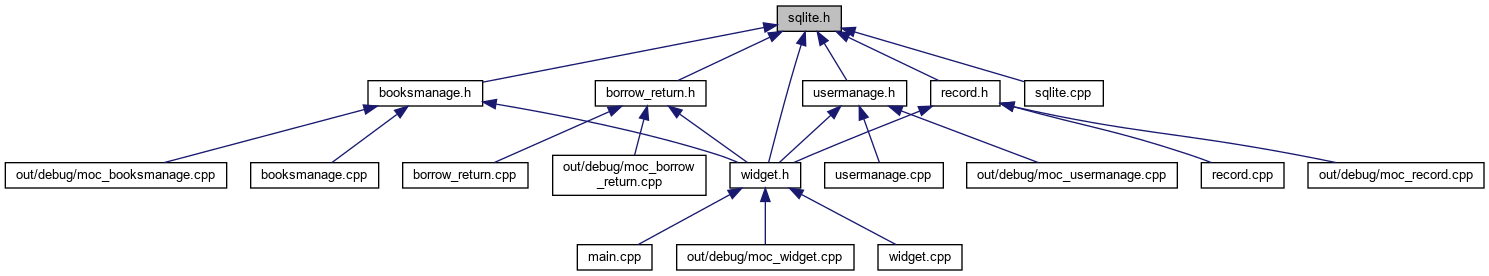 sqlite.h
booksmanage.h
borrow_return.h
usermanage.h
record.h
sqlite.cpp
out/debug/moc_booksmanage.cpp
booksmanage.cpp
borrow_return.cpp
out/debug/moc_borrow
_return.cpp
widget.h
usermanage.cpp
out/debug/moc_usermanage.cpp
record.cpp
out/debug/moc_record.cpp
main.cpp
out/debug/moc_widget.cpp
widget.cpp